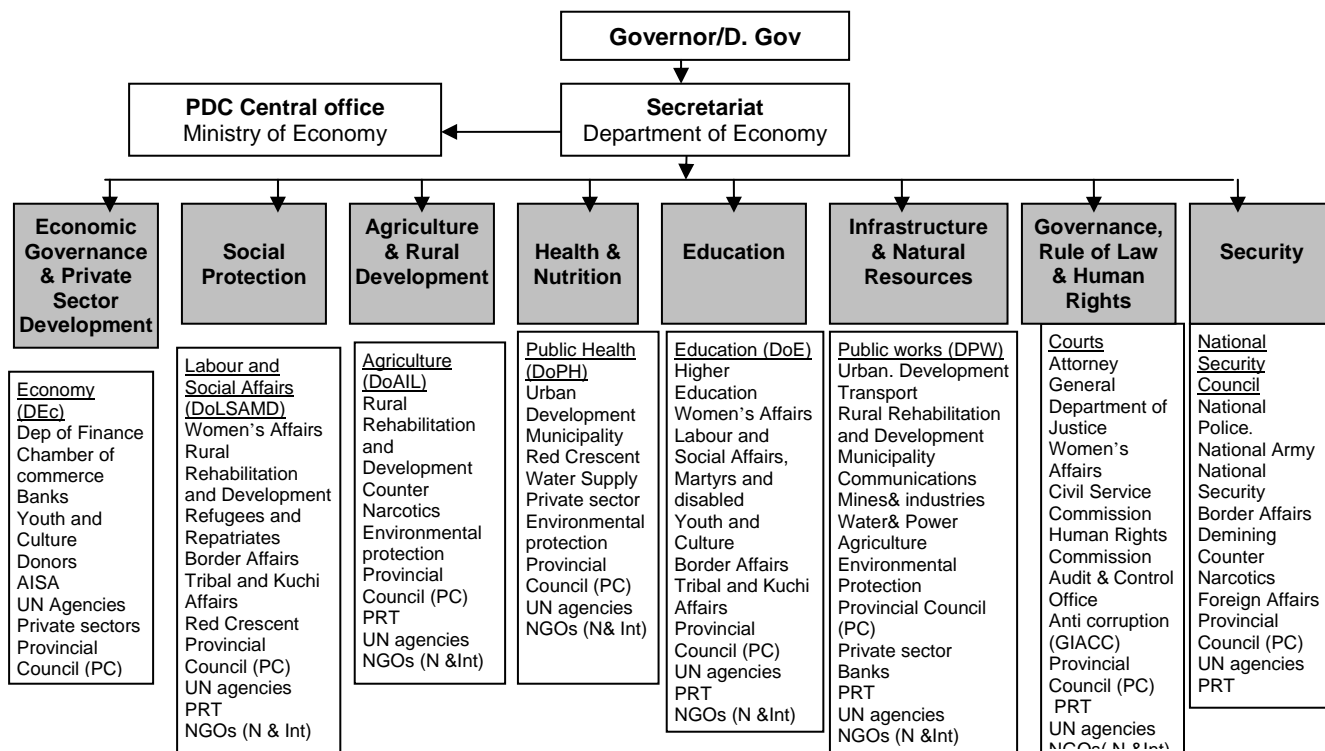 Governor/D. Gov
PDC Central office
Ministry of Economy
Secretariat
Department of Economy
Economic
Governance
& Private
Sector
Development
Social
Protection
Agriculture
& Rural
Development
Health &
Nutrition
Education
Infrastructure
& Natural
Resources
Governance,
Rule of Law
& Human
Rights
Security
Economy
(DEc)
Dep of Finance
Chamber of
commerce
Banks
Youth and
Culture
Donors
AISA
UN Agencies
Private sectors
Provincial
Council (PC)
Labour and
Social Affairs
(DoLSAMD)
Women's Affairs
Rural
Rehabilitation
and Development
Refugees and
Repatriates
Border Affairs
Tribal and Kuchi
Affairs
Red Crescent
Provincial
Council (PC)
UN agencies
PRT
NGOs (N & Int)
Agriculture
(DoAIL)
Rural
Rehabilitation
and
Development
Counter
Narcotics
Environmental
protection
Provincial
Council (PC)
PRT
UN agencies
NGOs (N &Int)
Public Health
(DoPH)
Urban
Development
Municipality
Red Crescent
Water Supply
Private sector
Environmental
protection
Provincial
Council (PC)
UN agencies
NGOs (N& Int)
Education (DoE)
Higher
Education
Women's Affairs
Labour and
Social Affairs,
Martyrs and
disabled
Youth and
Culture
Border Affairs
Tribal and Kuchi
Affairs
Provincial
Council (PC)
UN agencies
PRT
NGOs (N &Int)
Public works (DPW)
Urban. Development
Transport
Rural Rehabilitation
and Development
Municipality
Communications
Mines& industries
Water& Power
Agriculture
Environmental
Protection
Provincial Council
(PC)
Private sector
Banks
PRT
UN agencies
NGOs (N &Int)
Courts
Attorney
General
Department of
Justice
Women's
Affairs
Civil Service
Commission
Human Rights
Commission
Audit & Control
Office
Anti corruption
(GIACC)
Provincial
Council (PC)
PRT
UN agencies
NGOs( N &Int)
National
Security
Council
National
Police.
National Army
National
Security
Border Affairs
Demining
Counter
Narcotics
Foreign Affairs
Provincial
Council (PC)
UN agencies
PRT